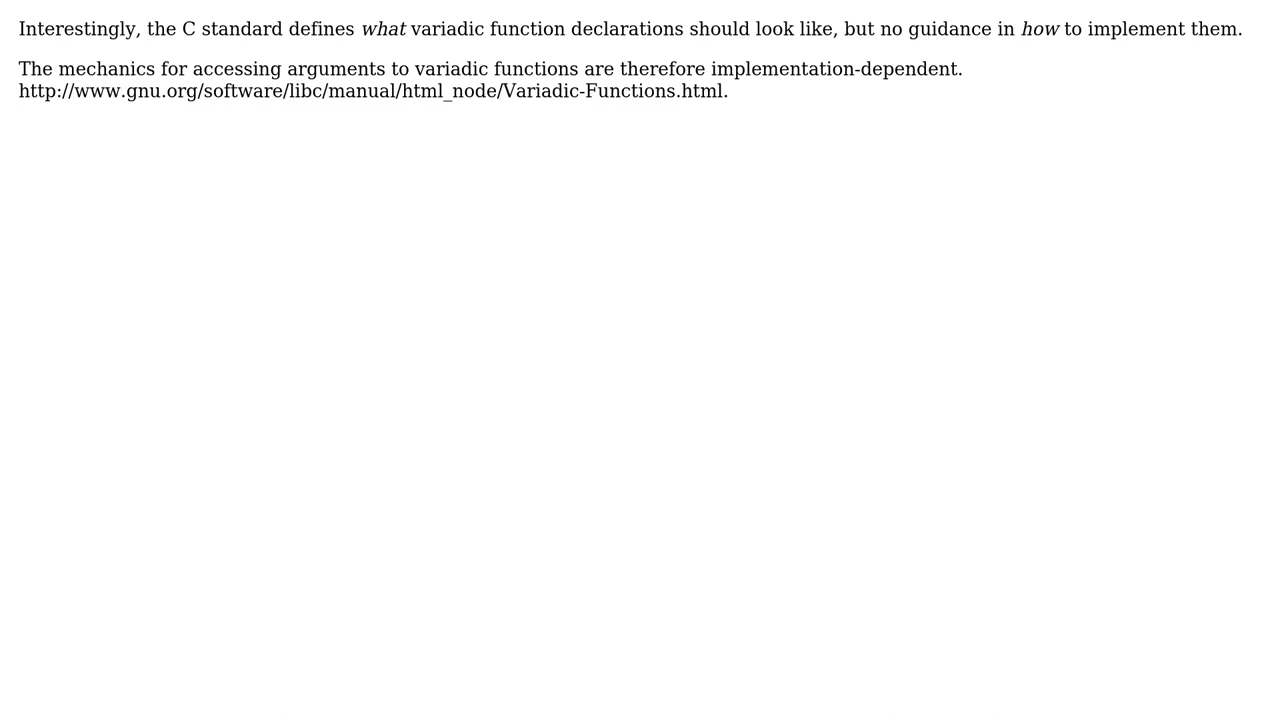 Interestingly, the C standard defines what variadic function declarations should look like, but no guidance in how to implement them.
The mechanics for accessing arguments to variadic functions are therefore implementation-dependent.
http://www.gnu.org/software/libc/manual/html_node/Variadic-Functions.html.